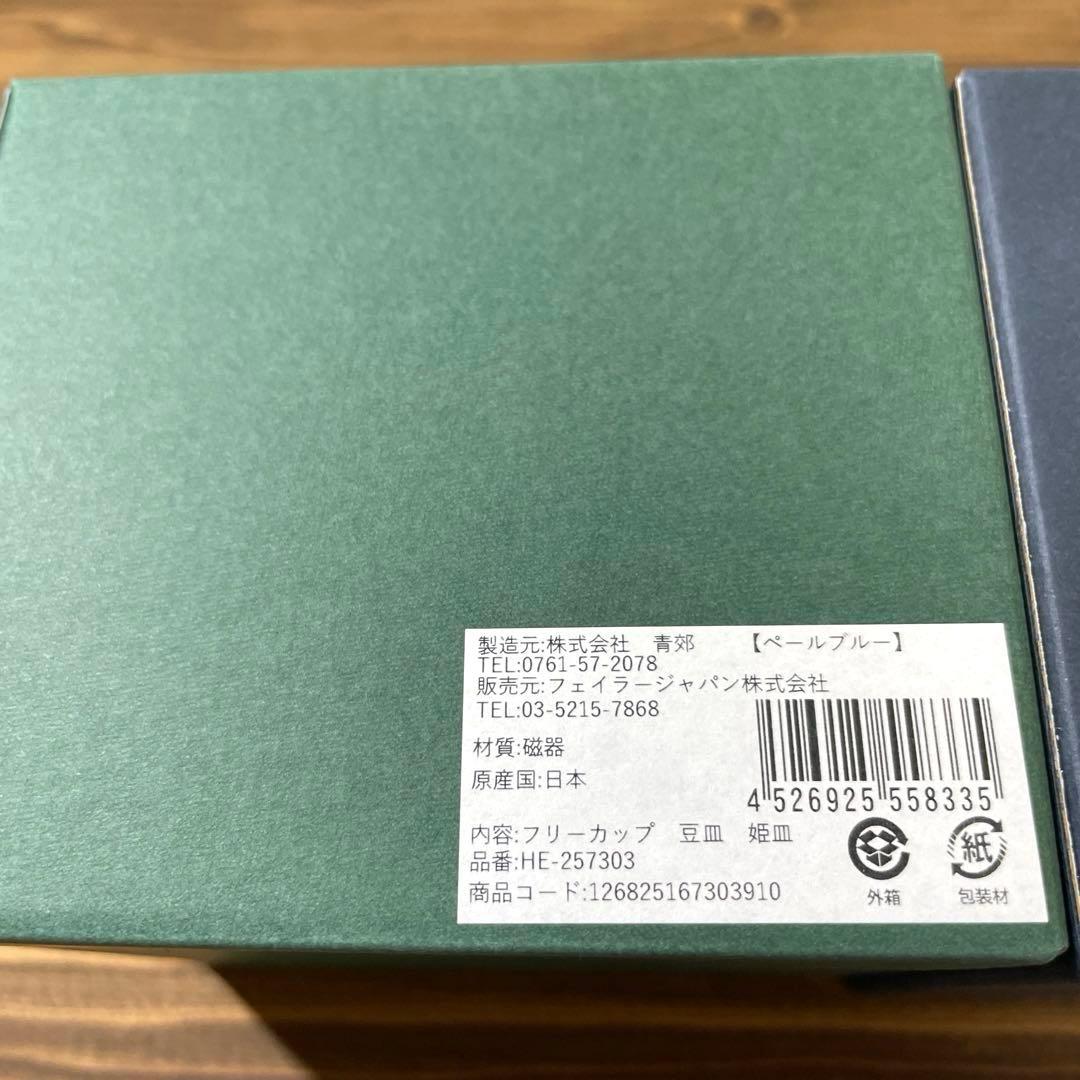 製造元:株式会社　青郊　　【ペールブルー】
TEL:0761-57-2078
販売元:フェイラージャパン株式会社
TEL:03-5215-7868
材質:磁器
原産国:日本
4 526925 558335
内容:フリーカップ　豆皿　姫皿
品番:HE-257303
商品コード:126825167303910
外箱
紙
包装材